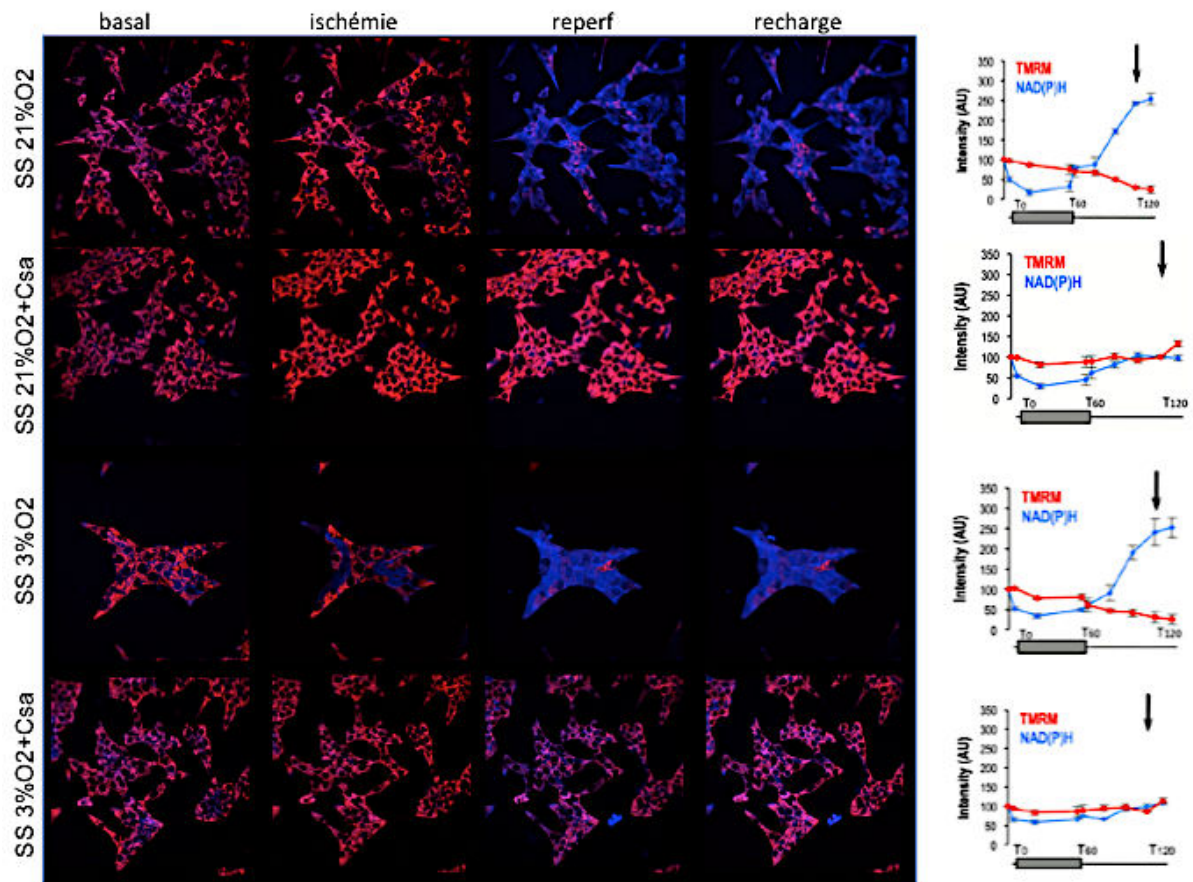 basal ischémie reperf recharge
SS 21%O2
TMRM
NAD(P)H
Intensity (AU)
350
300
250
200
150
100
50
0
T0 T60 T120
SS 21%O2+Csa
TMRM
NAD(P)H
Intensity (AU)
350
300
250
200
150
100
50
0
T0 T60 T120
SS 3%O2
TMRM
NAD(P)H
Intensity (AU)
350
300
250
200
150
100
50
0
T0 T60 T120
SS 3%O2+Csa
TMRM
NAD(P)H
Intensity (AU)
350
300
250
200
150
100
50
0
T0 T60 T120